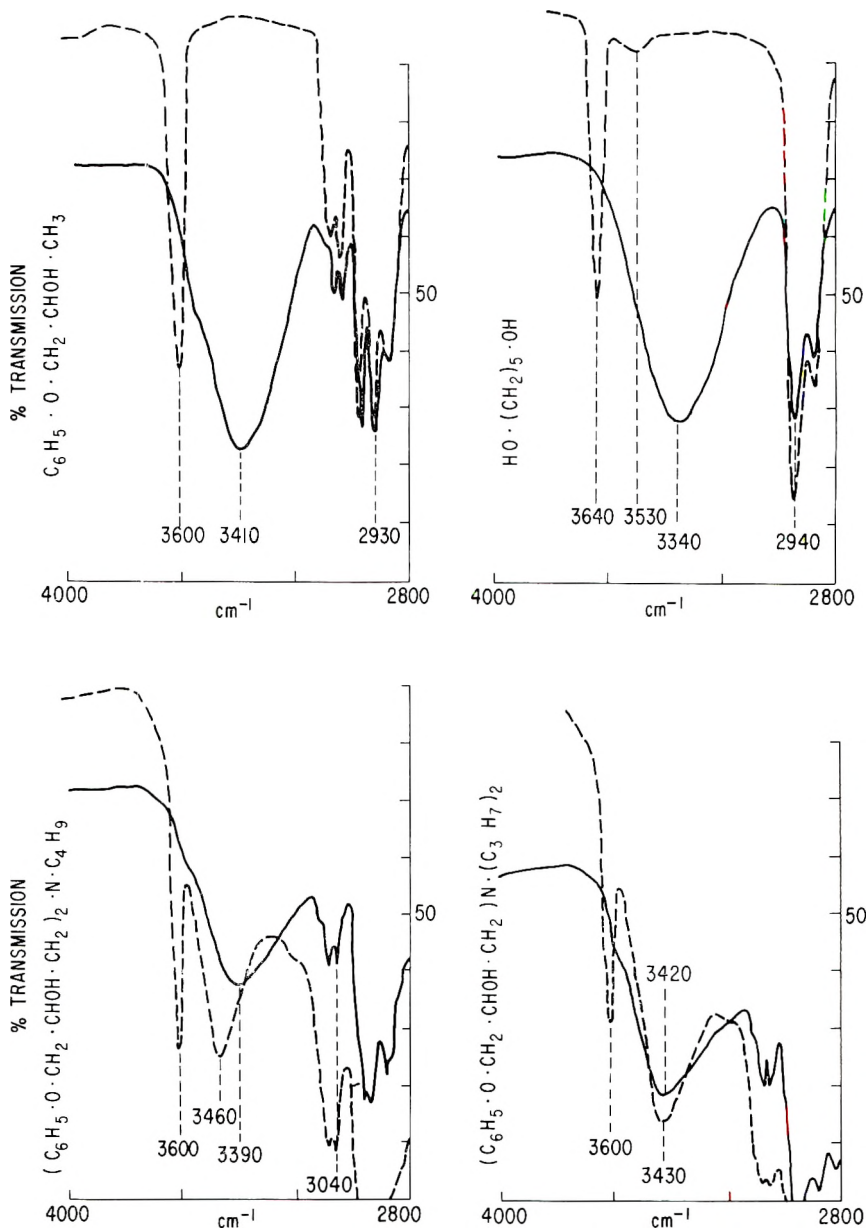 % TRANSMISSION
C6H5 · O · CH2 · CHOH · CH3
50
3600 3410 2930
4000 2800
cm⁻¹
HO · (CH2)5 · OH
50
3640 3530 3340 2940
4000 2800
cm⁻¹
% TRANSMISSION
(C6H5 · O · CH2 · CHOH · CH2)2 · N · C4H9
50
3460
3600 3390 3040
4000 2800
cm⁻¹
(C6H5 · O · CH2 · CHOH · CH2)N · (C3H7)2
50
3420
3600 3430
4000 2800
cm⁻¹